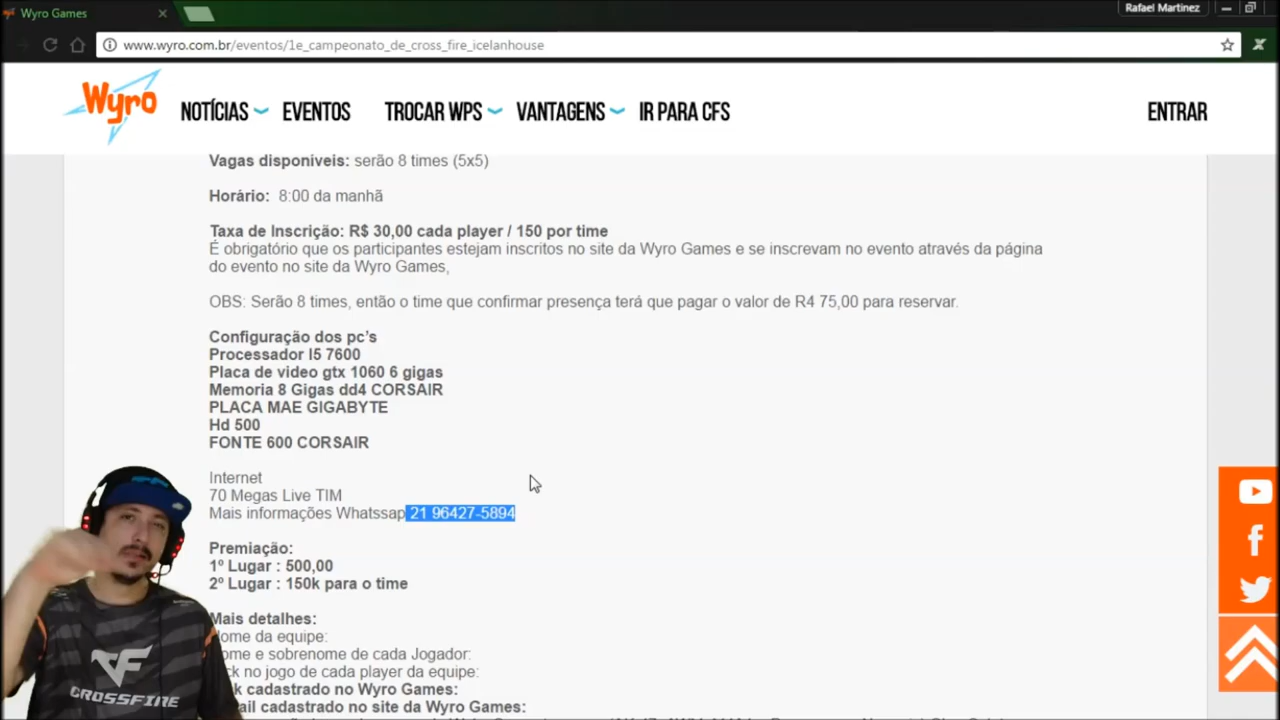 Wyro Games
Rafael Martinez
www.wyro.com.br/eventos/1e_campeonato_de_cross_fire_icelanhouse
Wyro
NOTÍCIAS EVENTOS TROCAR WPS VANTAGENS IR PARA CFS ENTRAR
Vagas disponíveis: serão 8 times (5x5)
Horário: 8:00 da manhã
Taxa de Inscrição: R$ 30,00 cada player / 150 por time
É obrigatório que os participantes estejam inscritos no site da Wyro Games e se inscrevam no evento através da página
do evento no site da Wyro Games,
OBS: Serão 8 times, então o time que confirmar presença terá que pagar o valor de R4 75,00 para reservar.
Configuração dos pc's
Processador I5 7600
Placa de video gtx 1060 6 gigas
Memoria 8 Gigas dd4 CORSAIR
PLACA MAE GIGABYTE
Hd 500
FONTE 600 CORSAIR
Internet
70 Megas Live TIM
Mais informações Whatssap 21 96427-5894
Premiação:
1º Lugar : 500,00
2º Lugar : 150k para o time
Mais detalhes:
ome da equipe:
ome e sobrenome de cada Jogador:
ck no jogo de cada player da equipe:
k cadastrado no Wyro Games:
ail cadastrado no site da Wyro Games:
CF
CROSSFIRE